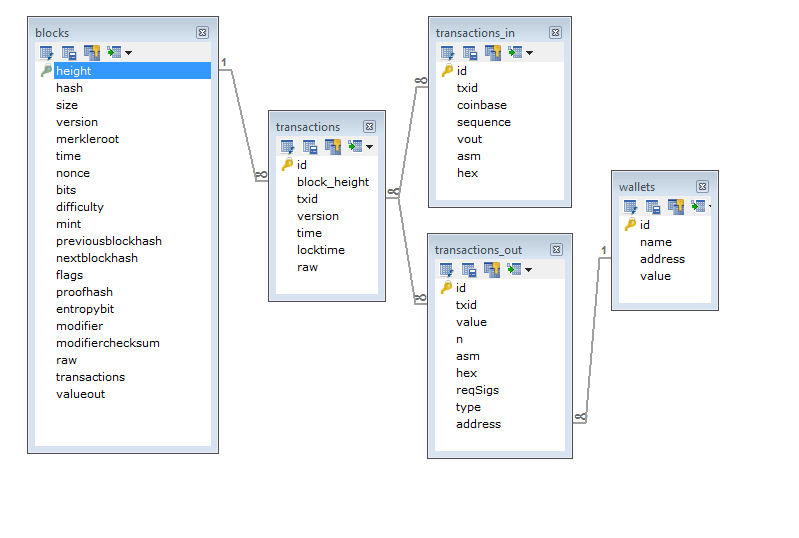 blocks
height
hash
size
version
merkleroot
time
nonce
bits
difficulty
mint
previousblockhash
nextblockhash
flags
proofhash
entropybit
modifier
modifierchecksum
raw
transactions
valueout
1
∞
transactions
id
block_height
txid
version
time
locktime
raw
∞
∞
transactions_in
id
txid
coinbase
sequence
vout
asm
hex
∞
transactions_out
id
txid
value
n
asm
hex
reqSigs
type
address
∞
1
wallets
id
name
address
value